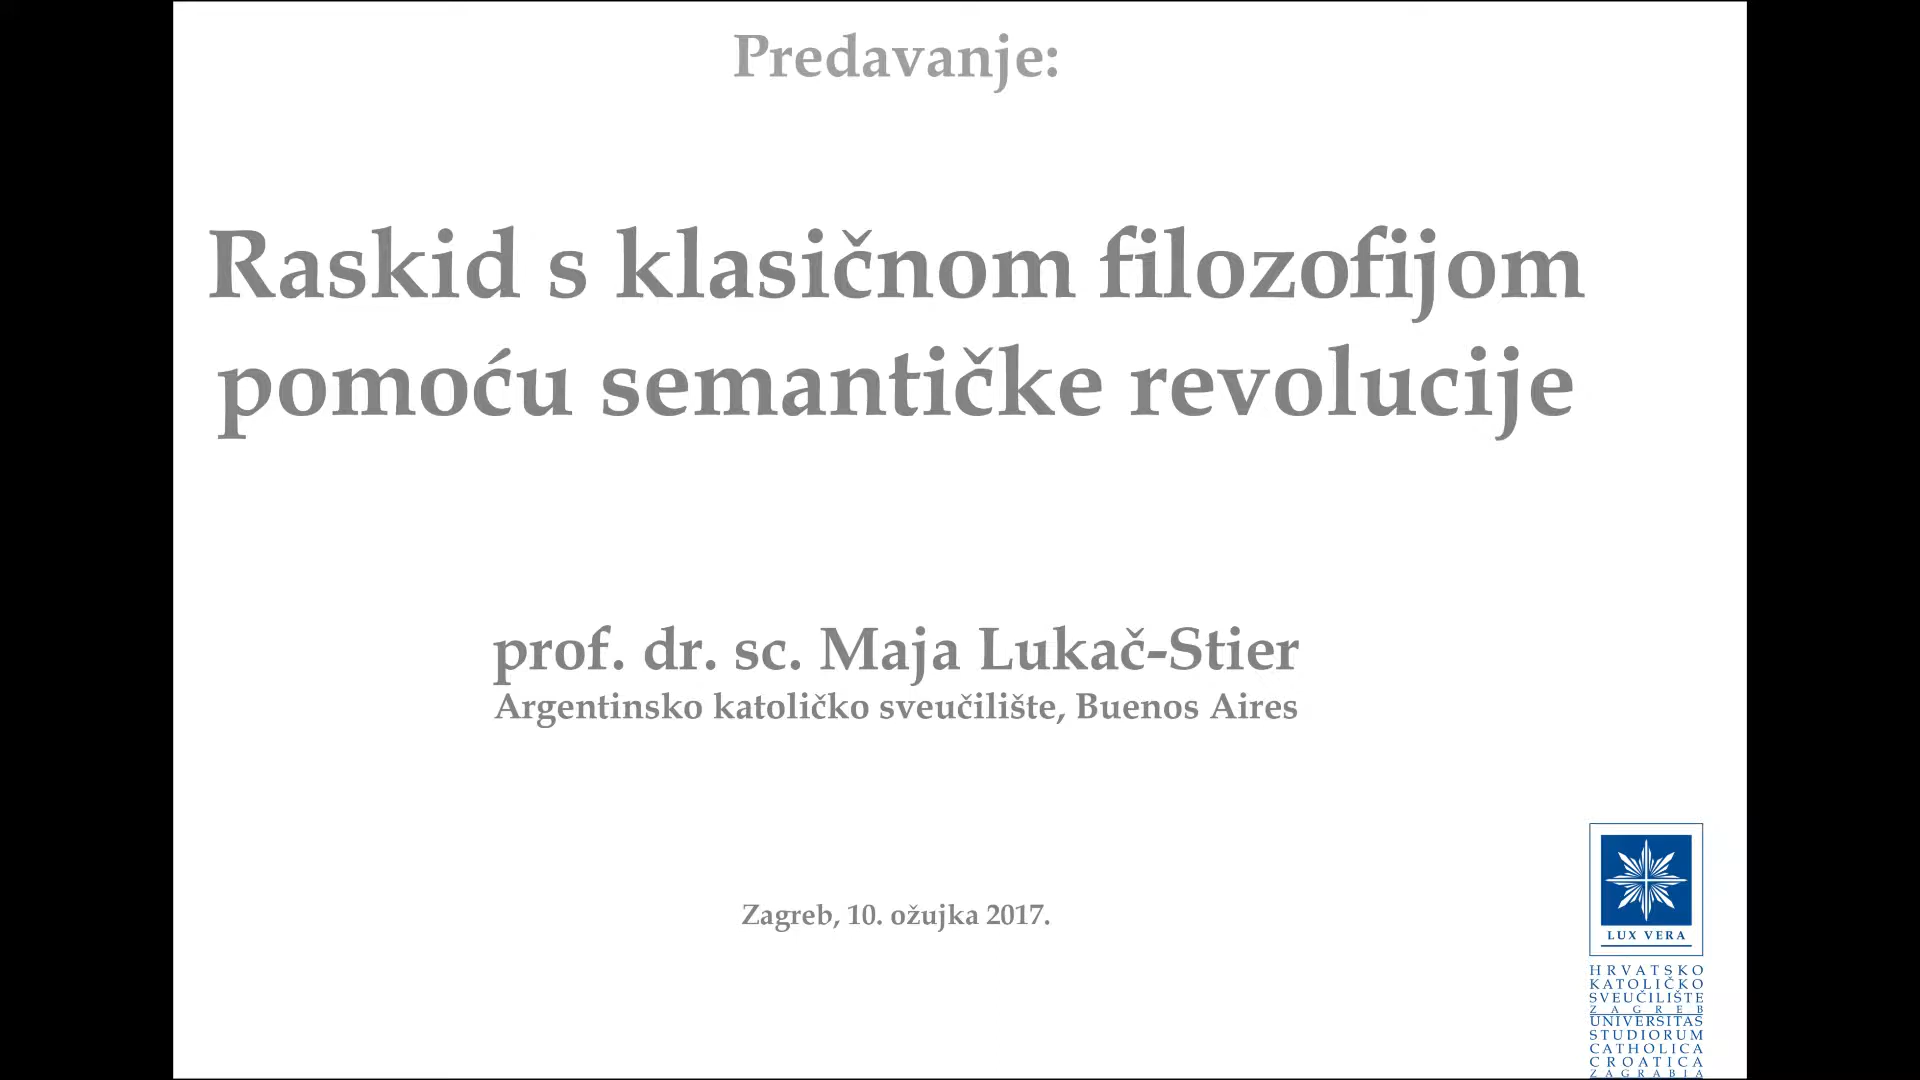 Predavanje:
Raskid s klasičnom filozofijom
pomoću semantičke revolucije
prof. dr. sc. Maja Lukač-Stier
Argentinsko katoličko sveučilište, Buenos Aires
Zagreb, 10. ožujka 2017.
LUX VERA
HRVATSKO
KATOLIČKO
SVEUČILIŠTE
ZAGREB
UNIVERSITAS
STUDIORUM
CATHOLICA
CROATICA
ZAGRABIA